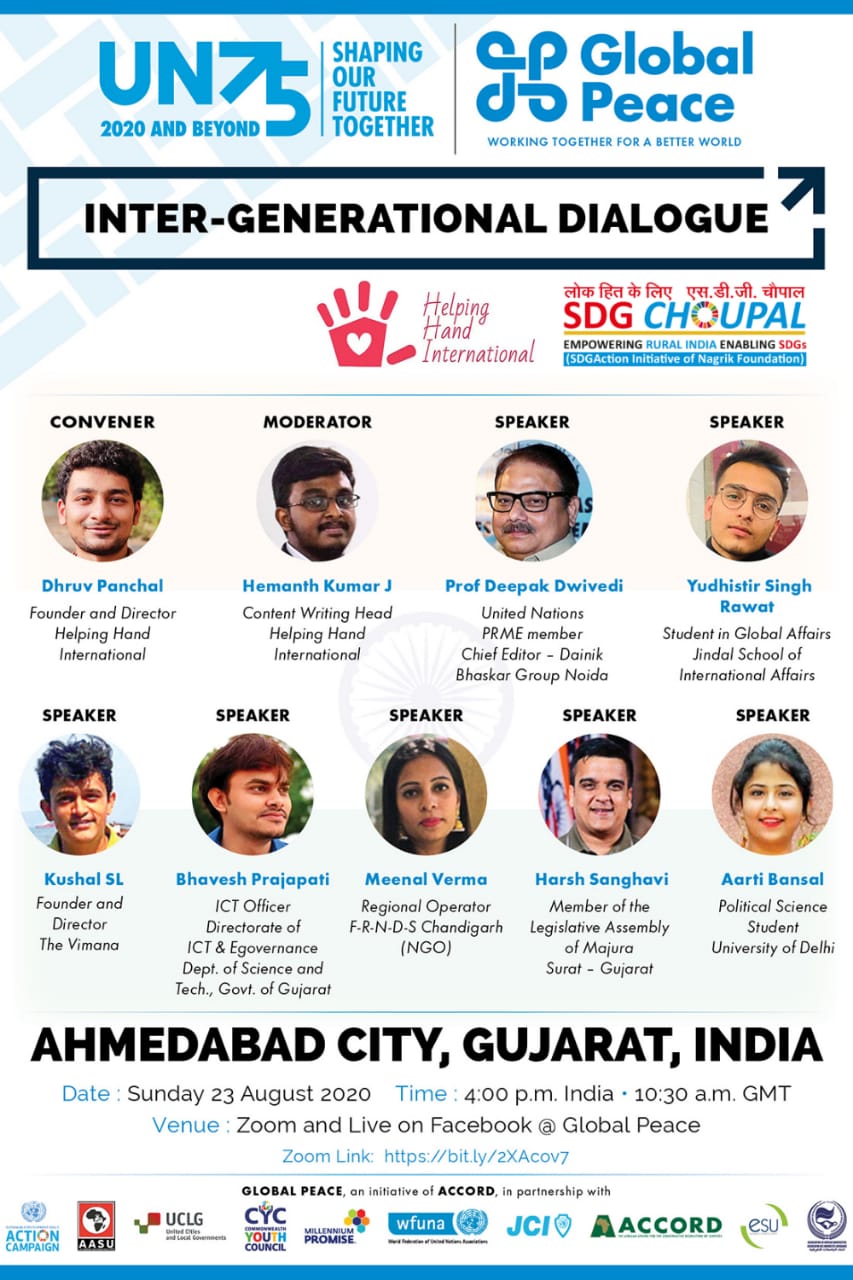 UN75
2020 AND BEYOND
SHAPING
OUR
FUTURE
TOGETHER
Global
Peace
WORKING TOGETHER FOR A BETTER WORLD
INTER-GENERATIONAL DIALOGUE
Helping
Hand
International
लोक हित के लिए एस.डी.जी. चौपाल
SDG CHOUPAL
EMPOWERING RURAL INDIA ENABLING SDGs
(SDGAction Initiative of Nagrik Foundation)
CONVENER
Dhruv Panchal
Founder and Director
Helping Hand
International
MODERATOR
Hemanth Kumar J
Content Writing Head
Helping Hand
International
SPEAKER
Prof Deepak Dwivedi
United Nations
PRME member
Chief Editor – Dainik
Bhaskar Group Noida
SPEAKER
Yudhistir Singh
Rawat
Student in Global Affairs
Jindal School of
International Affairs
SPEAKER
Kushal SL
Founder and
Director
The Vimana
SPEAKER
Bhavesh Prajapati
ICT Officer
Directorate of
ICT & Egovernance
Dept. of Science and
Tech., Govt. of Gujarat
SPEAKER
Meenal Verma
Regional Operator
F-R-N-D-S Chandigarh
(NGO)
SPEAKER
Harsh Sanghavi
Member of the
Legislative Assembly
of Majura
Surat – Gujarat
SPEAKER
Aarti Bansal
Political Science
Student
University of Delhi
AHMEDABAD CITY, GUJARAT, INDIA
Date : Sunday 23 August 2020 Time : 4:00 p.m. India • 10:30 a.m. GMT
Venue : Zoom and Live on Facebook @ Global Peace
Zoom Link: https://bit.ly/2XAcov7
GLOBAL PEACE, an initiative of ACCORD, in partnership with
ACTION
CAMPAIGN
AASU
UCLG
United Cities
and Local Governments
CYC
COMMONWEALTH
YOUTH
COUNCIL
MILLENNIUM
PROMISE
wfuna
World Federation of United Nations Associations
JCI
ACCORD
esu